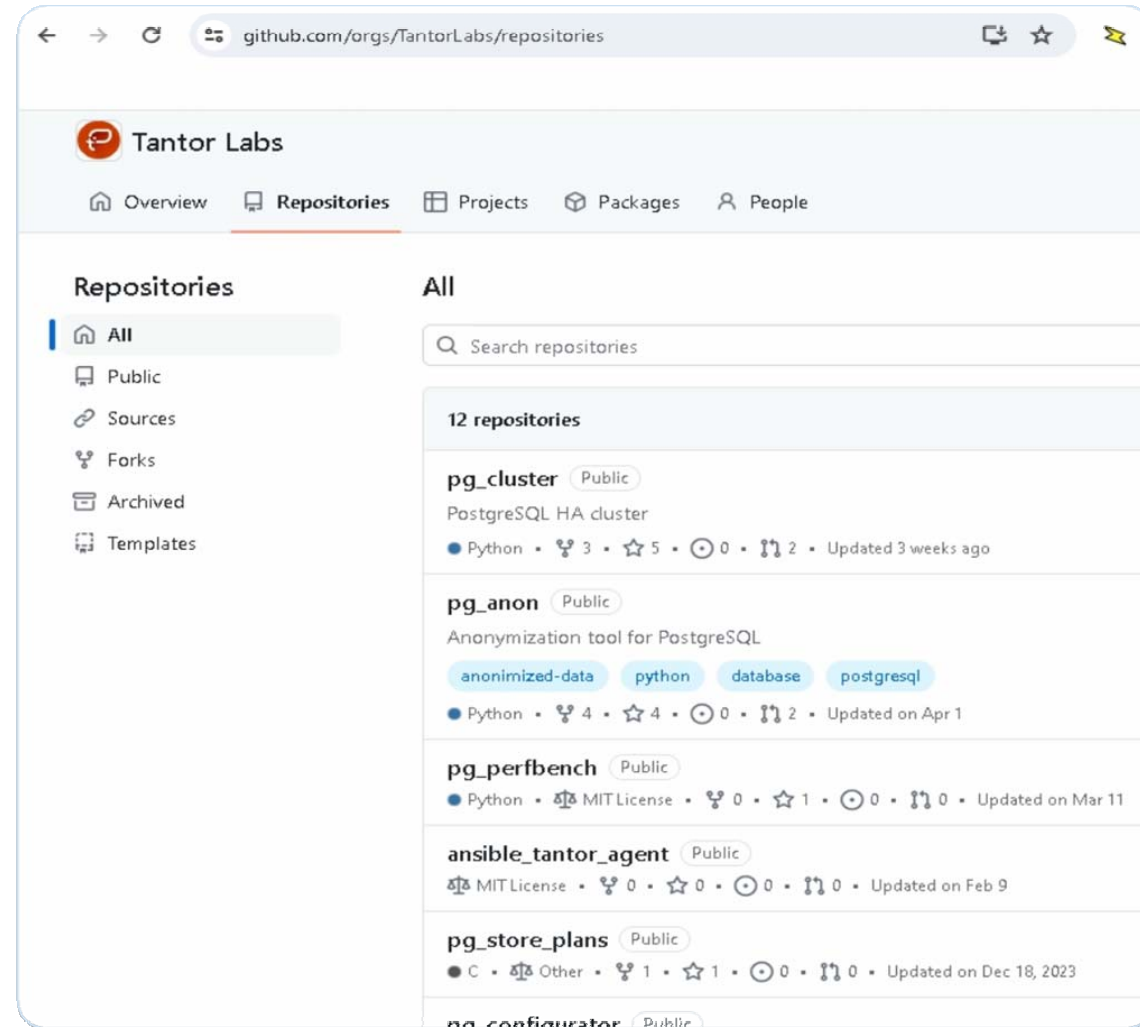 github.com/orgs/TantorLabs/repositories
Tantor Labs
Overview Repositories Projects Packages People
Repositories
All
Public
Sources
Forks
Archived
Templates
All
Search repositories
12 repositories
pg_cluster Public
PostgreSQL HA cluster
Python • 3 • 5 • 0 • 2 • Updated 3 weeks ago
pg_anon Public
Anonymization tool for PostgreSQL
anonimized-data python database postgresql
Python • 4 • 4 • 0 • 2 • Updated on Apr 1
pg_perfbench Public
Python • MIT License • 0 • 1 • 0 • 0 • Updated on Mar 11
ansible_tantor_agent Public
MIT License • 0 • 0 • 0 • 0 • Updated on Feb 9
pg_store_plans Public
C • Other • 1 • 1 • 0 • 0 • Updated on Dec 18, 2023
pg_configurator Public